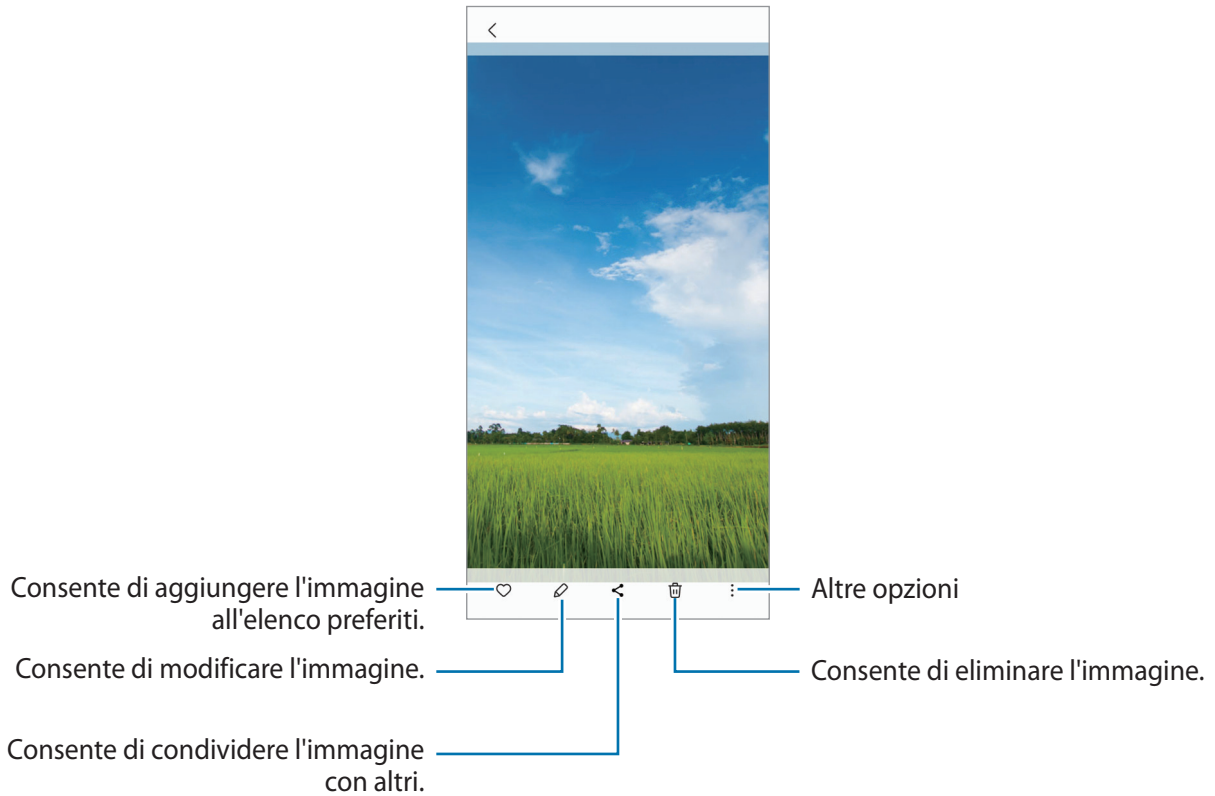 Consente di aggiungere l'immagine
all'elenco preferiti.
Consente di modificare l'immagine.
Consente di condividere l'immagine
con altri.
Altre opzioni
Consente di eliminare l'immagine.